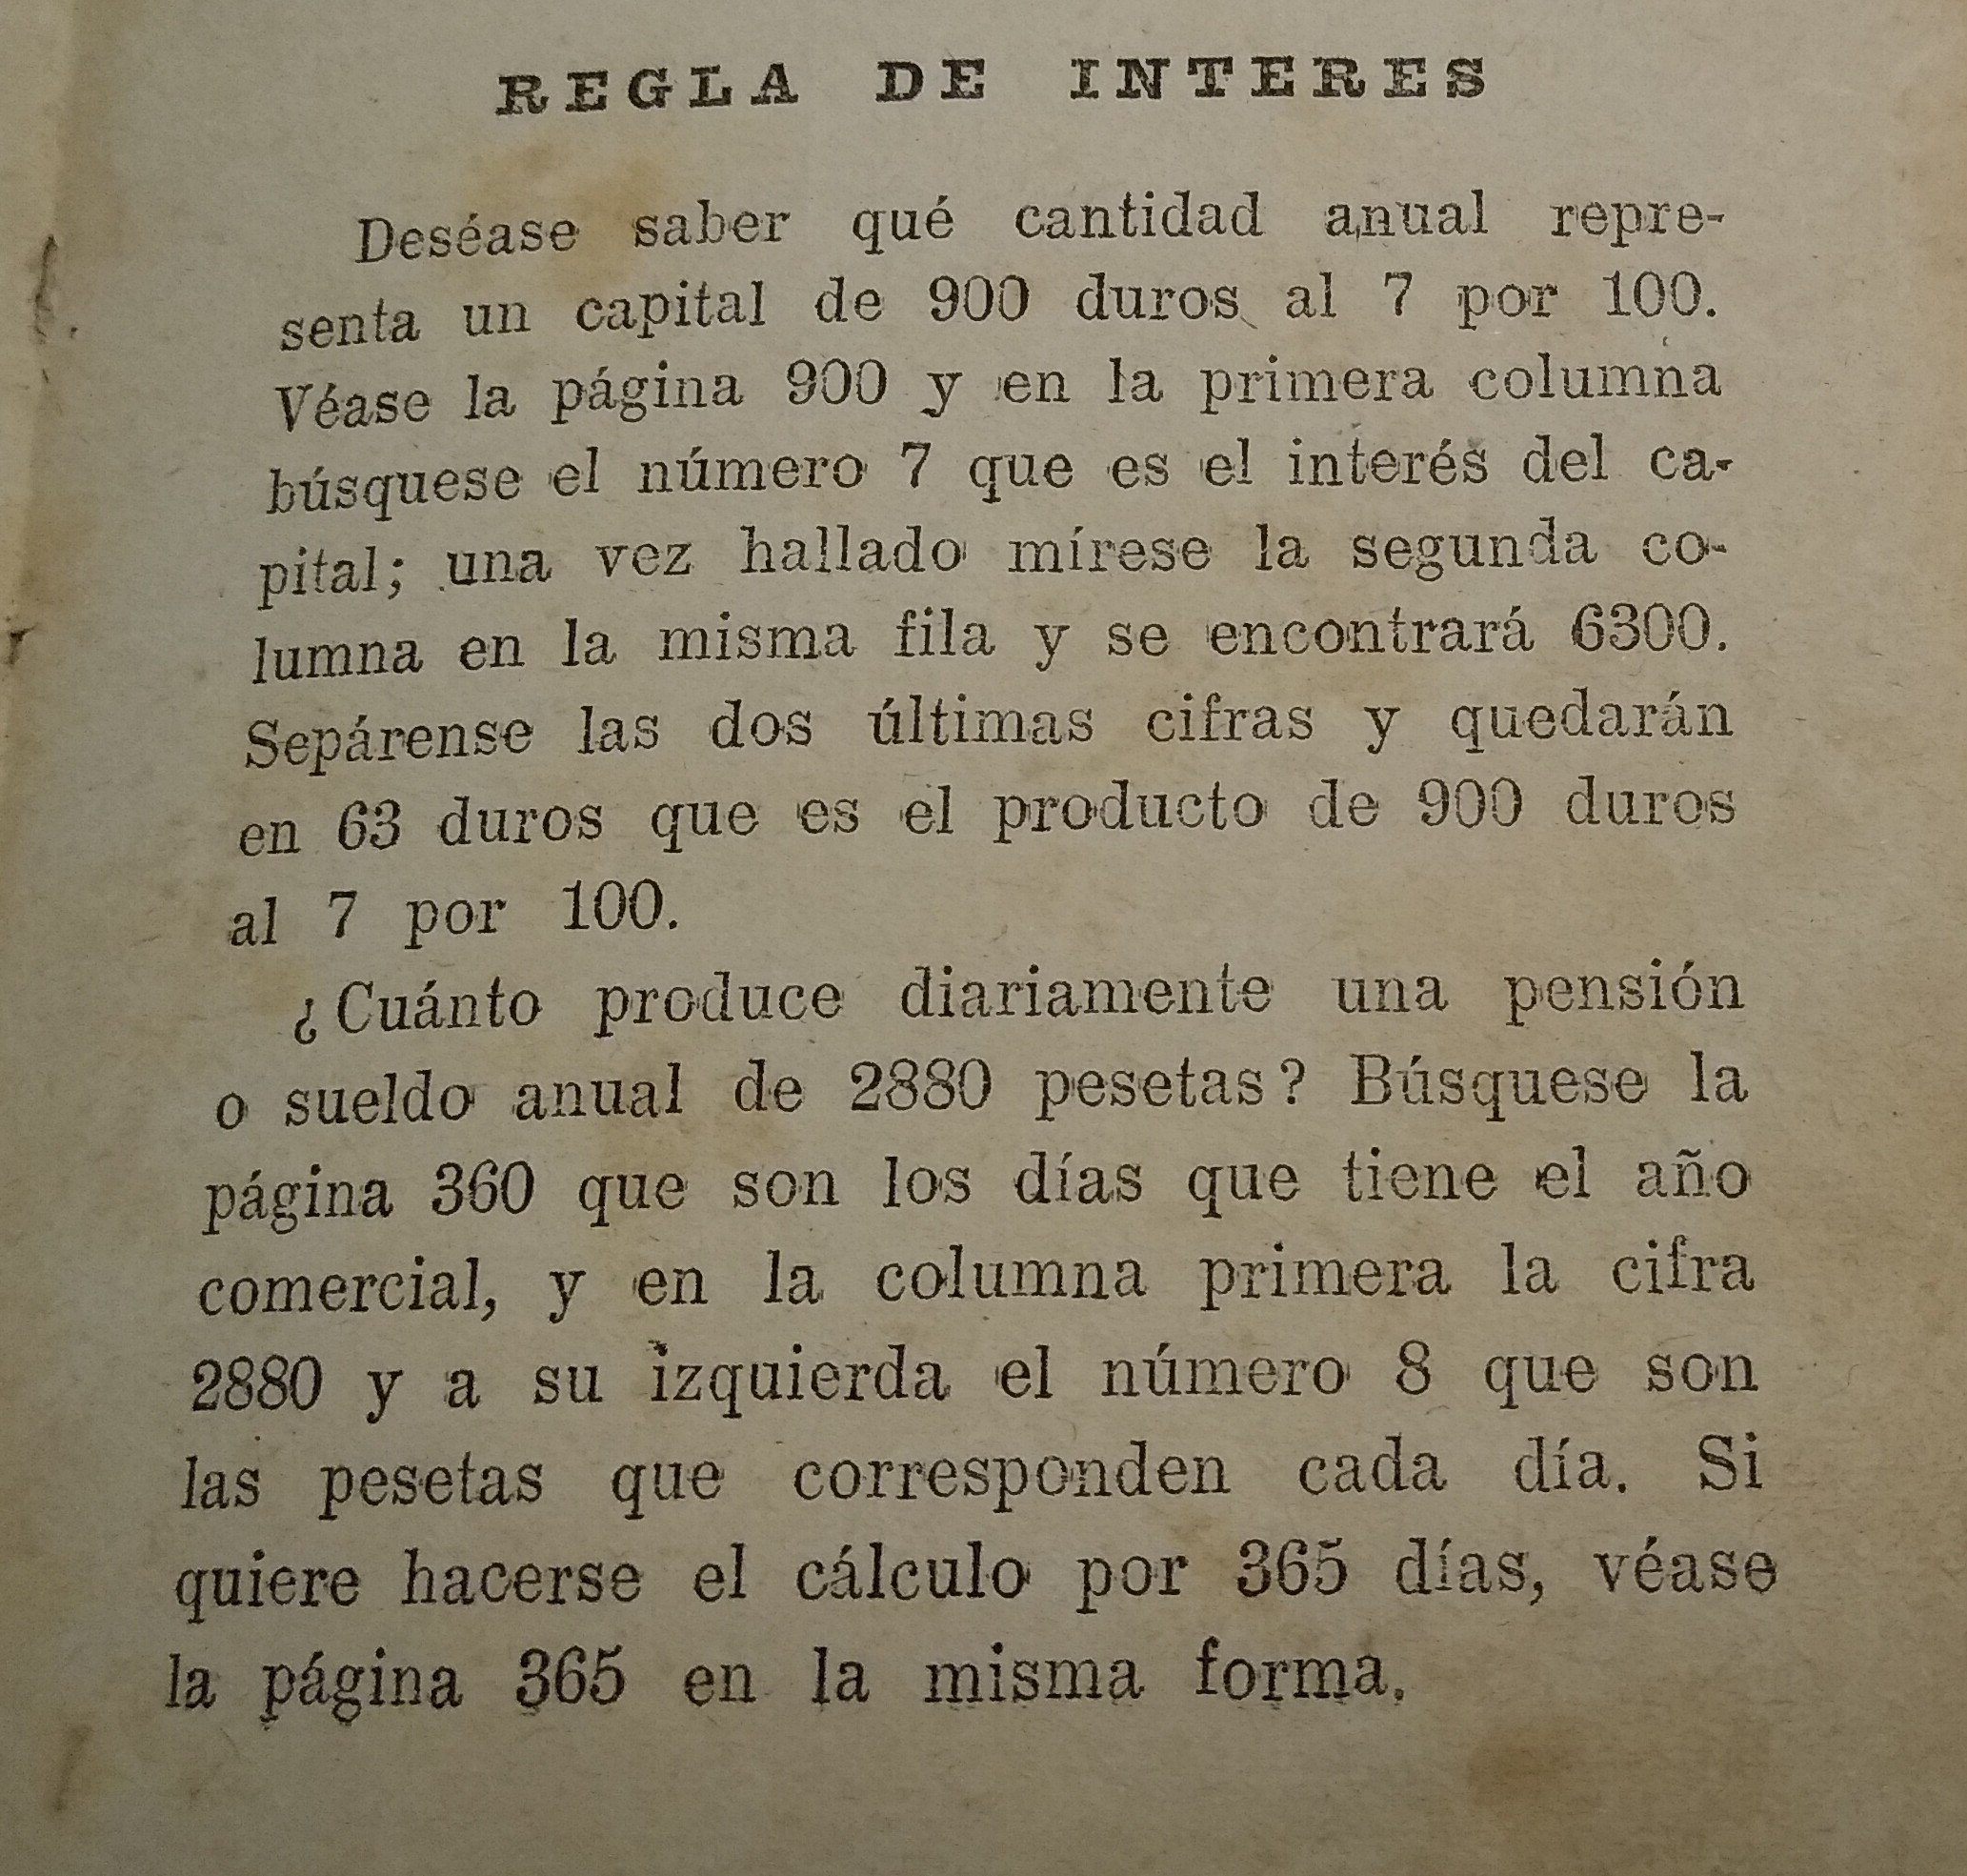 REGLA DE INTERES
Deséase saber qué cantidad anual repre-
senta un capital de 900 duros al 7 por 100.
Véase la página 900 y en la primera columna
búsquese el número 7 que es el interés del ca-
pital; una vez hallado mírese la segunda co-
lumna en la misma fila y se encontrará 6300.
Sepárense las dos últimas cifras y quedarán
en 63 duros que es el producto de 900 duros
al 7 por 100.
¿Cuánto produce diariamente una pensión
o sueldo anual de 2880 pesetas? Búsquese la
página 360 que son los días que tiene el año
comercial, y en la columna primera la cifra
2880 y a su izquierda el número 8 que son
las pesetas que corresponden cada día. Si
quiere hacerse el cálculo por 365 días, véase
la página 365 en la misma forma.